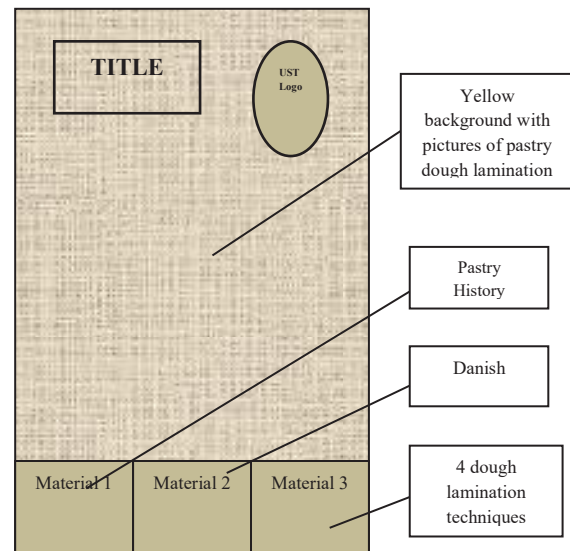 TITLE
UST
Logo
Yellow
background with
pictures of pastry
dough lamination
Pastry
History
Danish
4 dough
lamination
techniques
Material 1
Material 2
Material 3